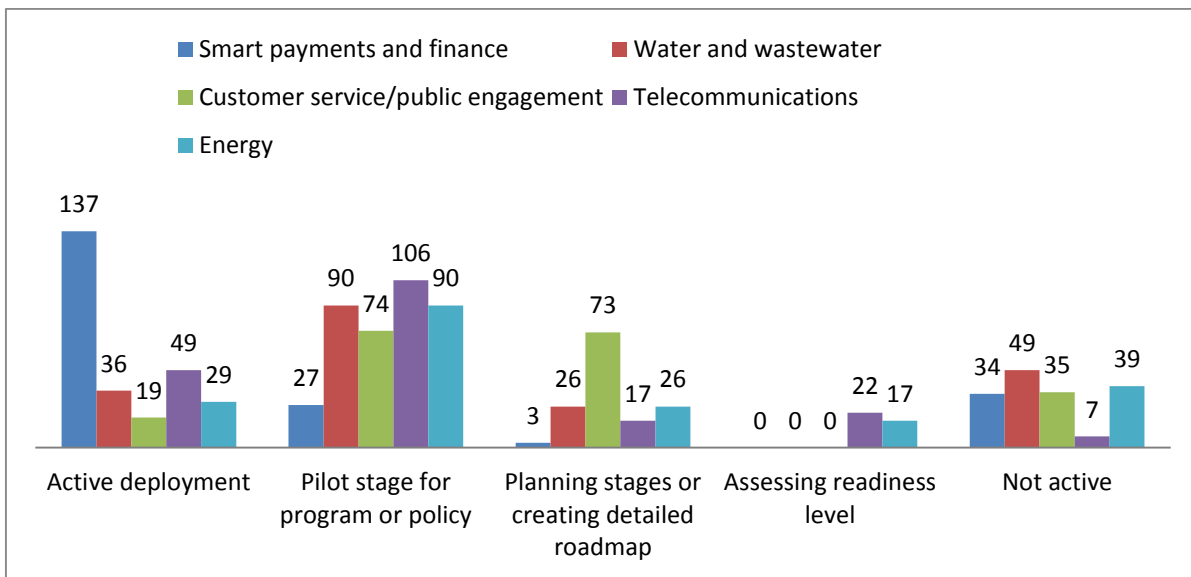 Smart payments and finance
Water and wastewater
Customer service/public engagement
Telecommunications
Energy
137
36
19
49
29
27
90
74
106
90
3
26
73
17
26
0
0
0
22
17
34
49
35
7
39
Active deployment
Pilot stage for
program or policy
Planning stages or
creating detailed
roadmap
Assessing readiness
level
Not active